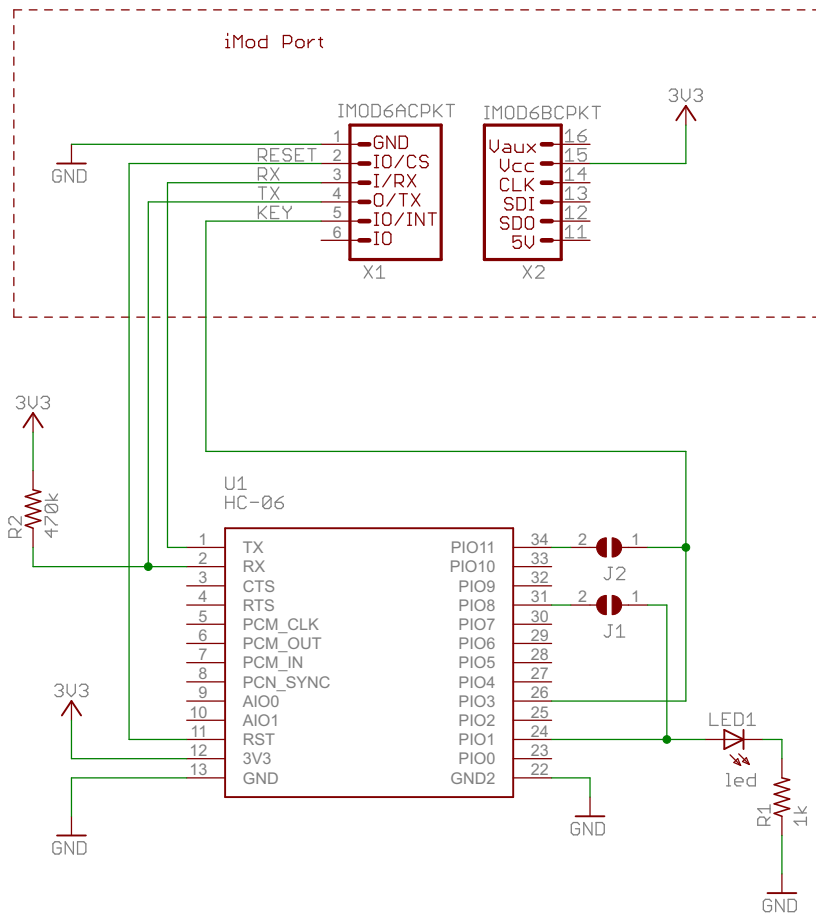 iMod Port
IMOD6ACPKT
IMOD6BCPKT
3V3
GND
RESET
RX
TX
KEY
1 GND
2 IO/CS
3 I/RX
4 O/TX
5 IO/INT
6 IO
X1
Vaux 16
Vcc 15
CLK 14
SDI 13
SDO 12
5V 11
X2
3V3
R2
470k
U1
HC-06
1 TX
2 RX
3 CTS
4 RTS
5 PCM_CLK
6 PCM_OUT
7 PCM_IN
8 PCN_SYNC
9 AIO0
10 AIO1
11 RST
12 3V3
13 GND
PIO11 34
PIO10 33
PIO9 32
PIO8 31
PIO7 30
PIO6 29
PIO5 28
PIO4 27
PIO3 26
PIO2 25
PIO1 24
PIO0 23
GND2 22
2 1
J2
2 1
J1
3V3
GND
GND
LED1
led
R1
1k
GND